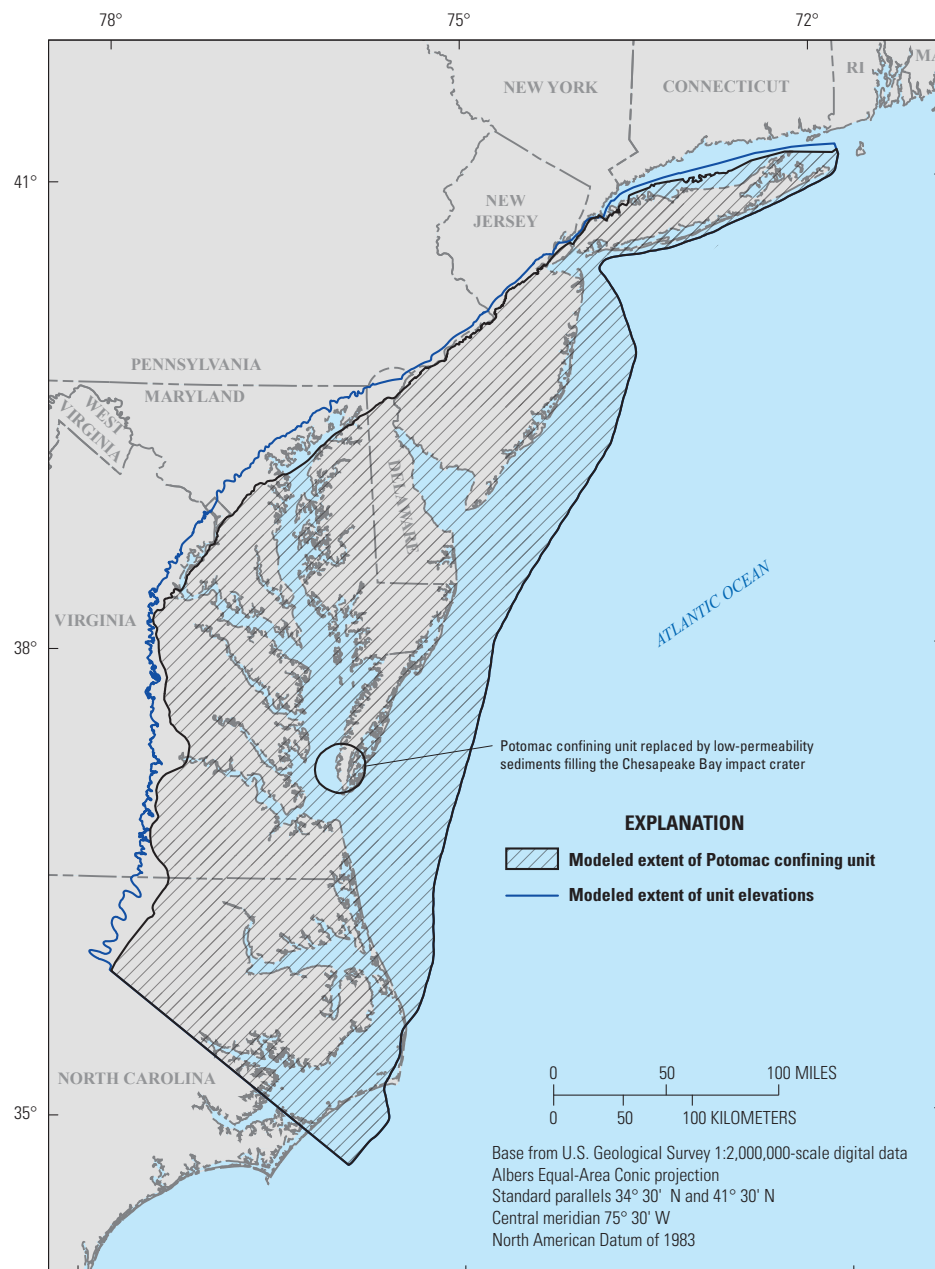 78°
75°
72°
NEW YORK
CONNECTICUT
RI
MA
41°
NEW
JERSEY
PENNSYLVANIA
MARYLAND
WEST
VIRGINIA
DELAWARE
ATLANTIC OCEAN
VIRGINIA
38°
Potomac confining unit replaced by low-permeability
sediments filling the Chesapeake Bay impact crater
EXPLANATION
Modeled extent of Potomac confining unit
Modeled extent of unit elevations
NORTH CAROLINA
35°
0 50 100 MILES
0 50 100 KILOMETERS
Base from U.S. Geological Survey 1:2,000,000-scale digital data
Albers Equal-Area Conic projection
Standard parallels 34° 30' N and 41° 30' N
Central meridian 75° 30' W
North American Datum of 1983